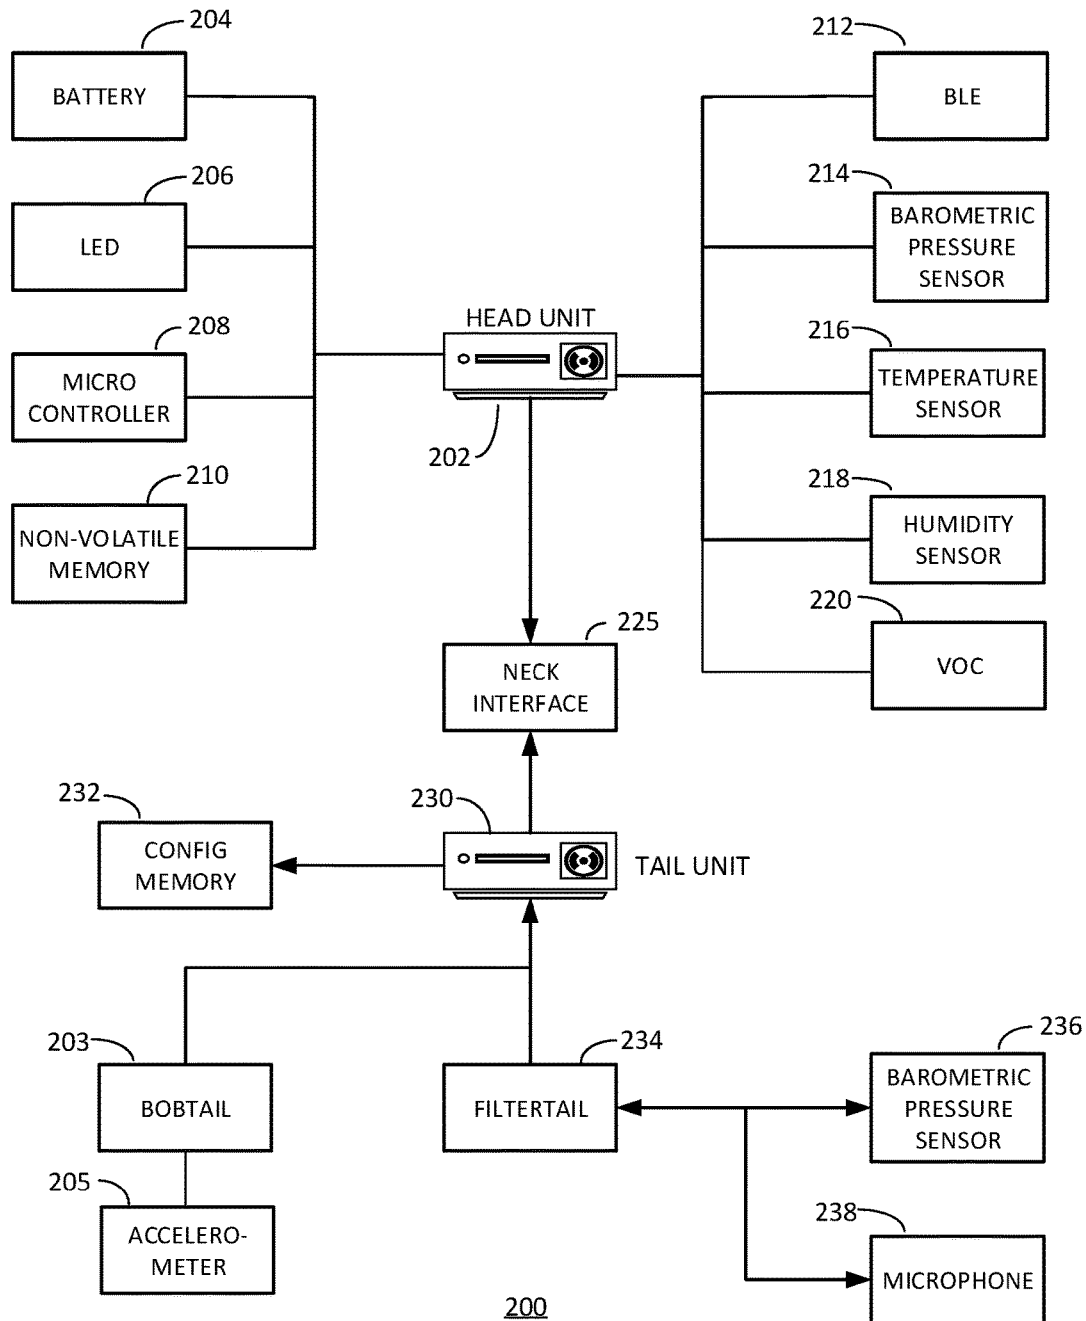 204
BATTERY
206
LED
208
MICRO
CONTROLLER
210
NON-VOLATILE
MEMORY
HEAD UNIT
202
212
BLE
214
BAROMETRIC
PRESSURE
SENSOR
216
TEMPERATURE
SENSOR
218
HUMIDITY
SENSOR
220
VOC
225
NECK
INTERFACE
232
CONFIG
MEMORY
230
TAIL UNIT
203
BOBTAIL
205
ACCELERO-
METER
234
FILTERTAIL
236
BAROMETRIC
PRESSURE
SENSOR
238
MICROPHONE
200